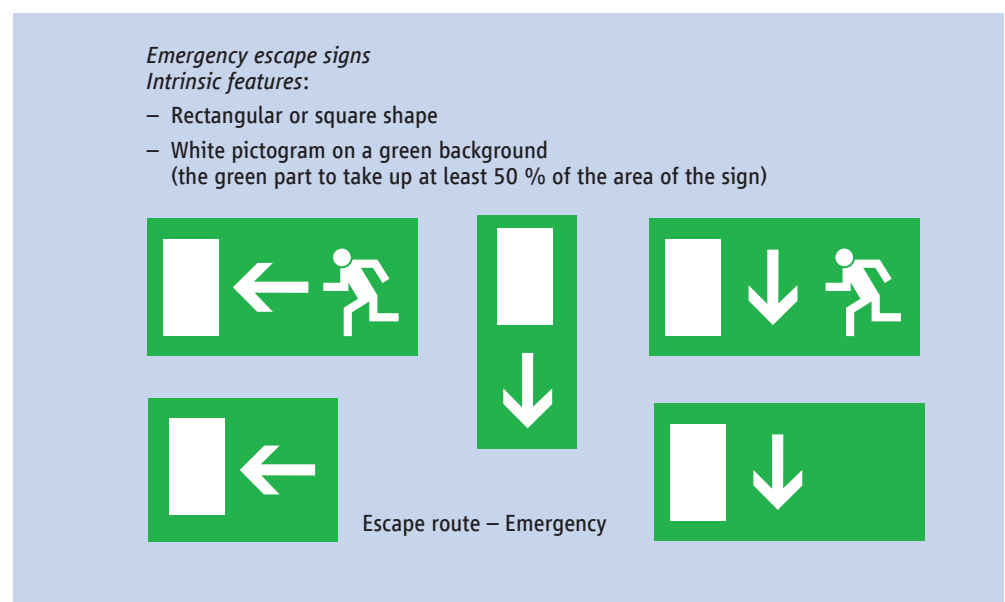 Emergency escape signs
Intrinsic features:
– Rectangular or square shape
– White pictogram on a green background
(the green part to take up at least 50 % of the area of the sign)
Escape route – Emergency